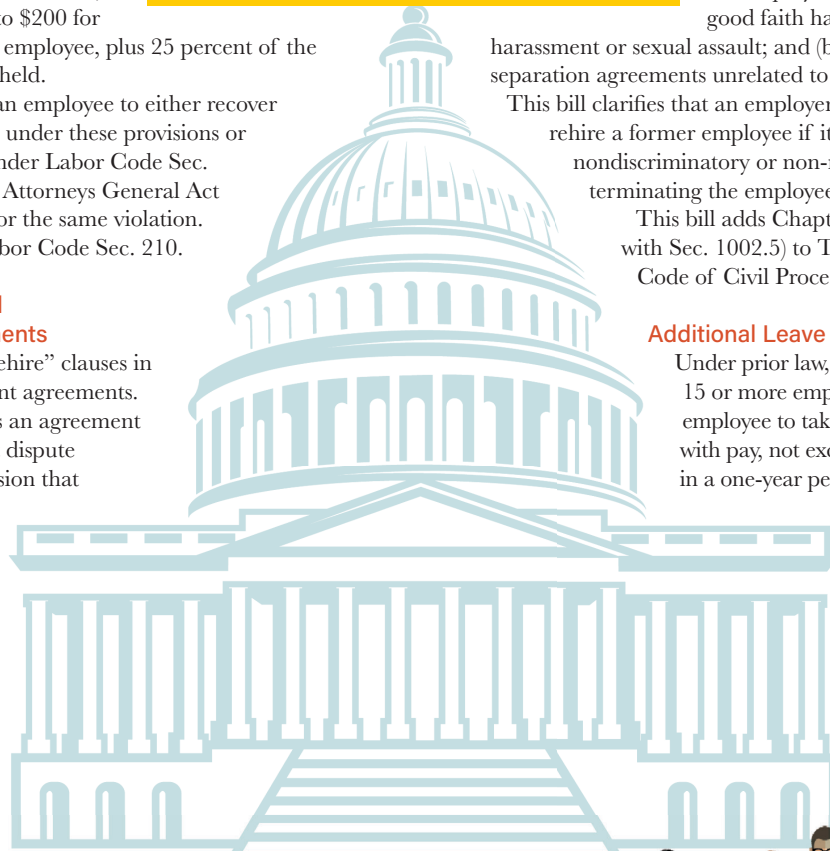 to $200 for
employee, plus 25 percent of the
held.
an employee to either recover
under these provisions or
nder Labor Code Sec.
Attorneys General Act
or the same violation.
bor Code Sec. 210.
ents
ehire” clauses in
nt agreements.
s an agreement
dispute
sion that
good faith ha
harassment or sexual assault; and (b
separation agreements unrelated to
This bill clarifies that an employer
rehire a former employee if it
nondiscriminatory or non-r
terminating the employee
This bill adds Chapt
with Sec. 1002.5) to T
Code of Civil Proce
Additional Leave
Under prior law,
15 or more emp
employee to tak
with pay, not exc
in a one-year pe